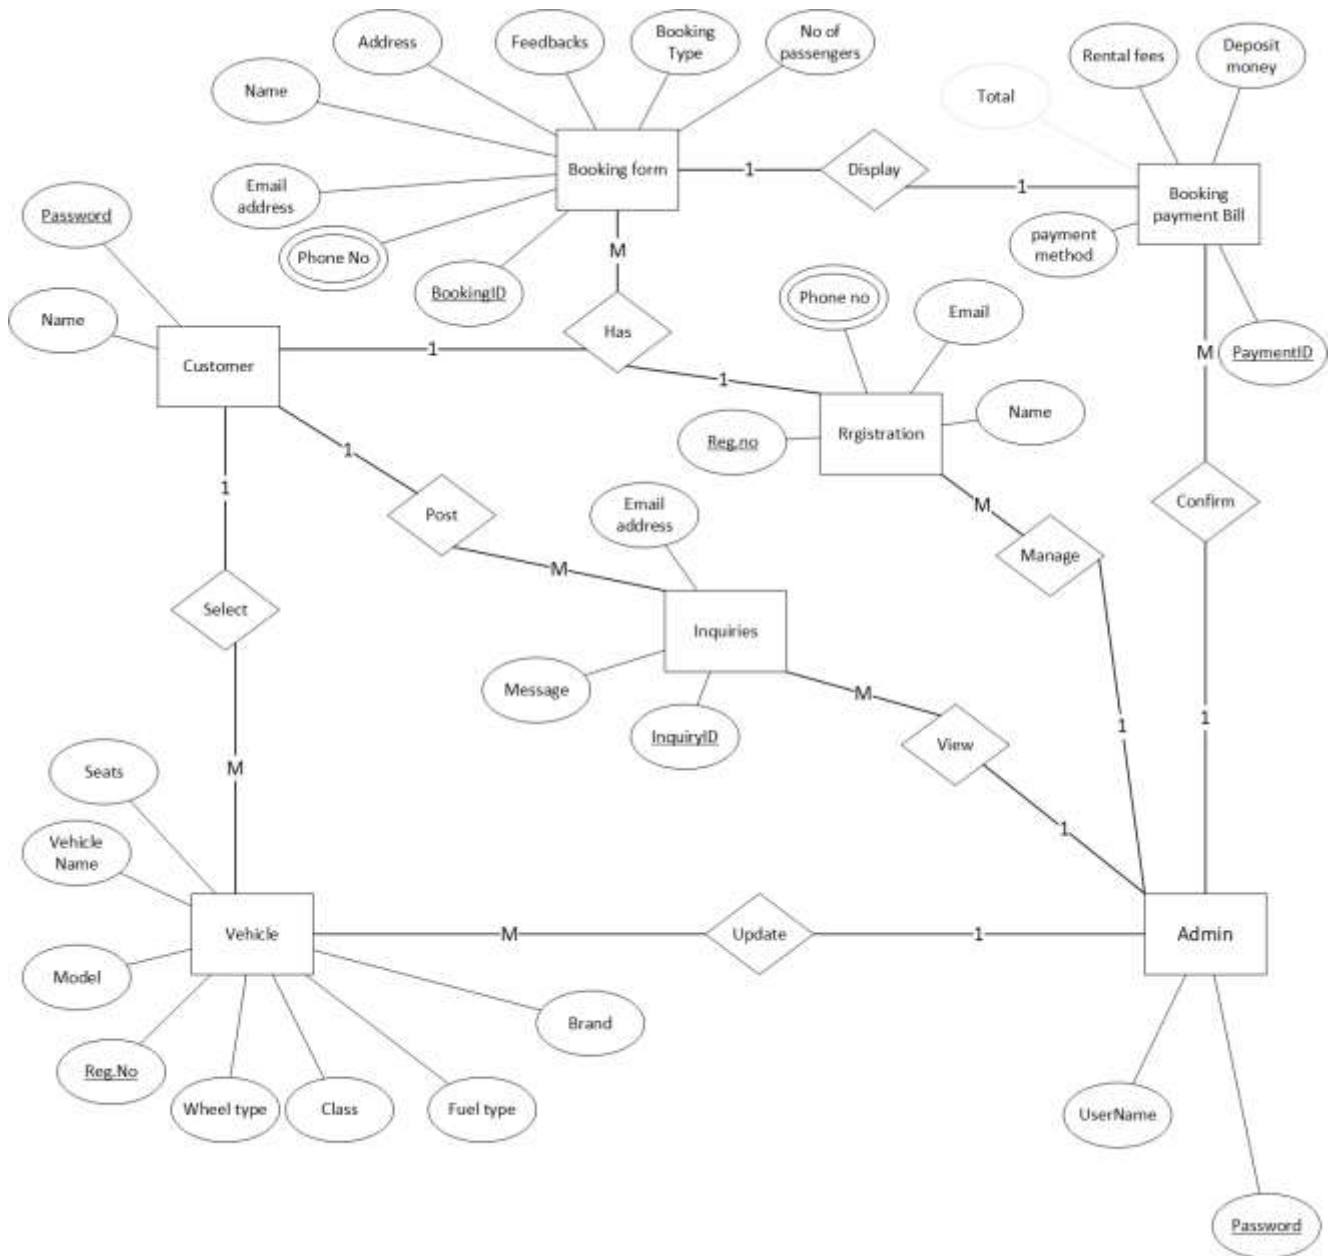 Address
Feedbacks
Booking
Type
No of
passengers
Rental fees
Deposit
money
Name
Total
Booking form
1
Display
1
Booking
payment Bill
Email
address
Password
payment
method
Phone No
M
BookingID
Phone no
Email
Name
Has
1
M
PaymentID
Customer
1
Name
Reg.no
Rrgistration
1
1
M
Confirm
Email
address
Post
Manage
M
Select
Inquiries
Message
M
1
1
InquiryID
View
M
Seats
1
Vehicle
Name
Vehicle
M
Update
1
Admin
Model
Brand
Reg.No
Wheel type
Class
Fuel type
UserName
Password